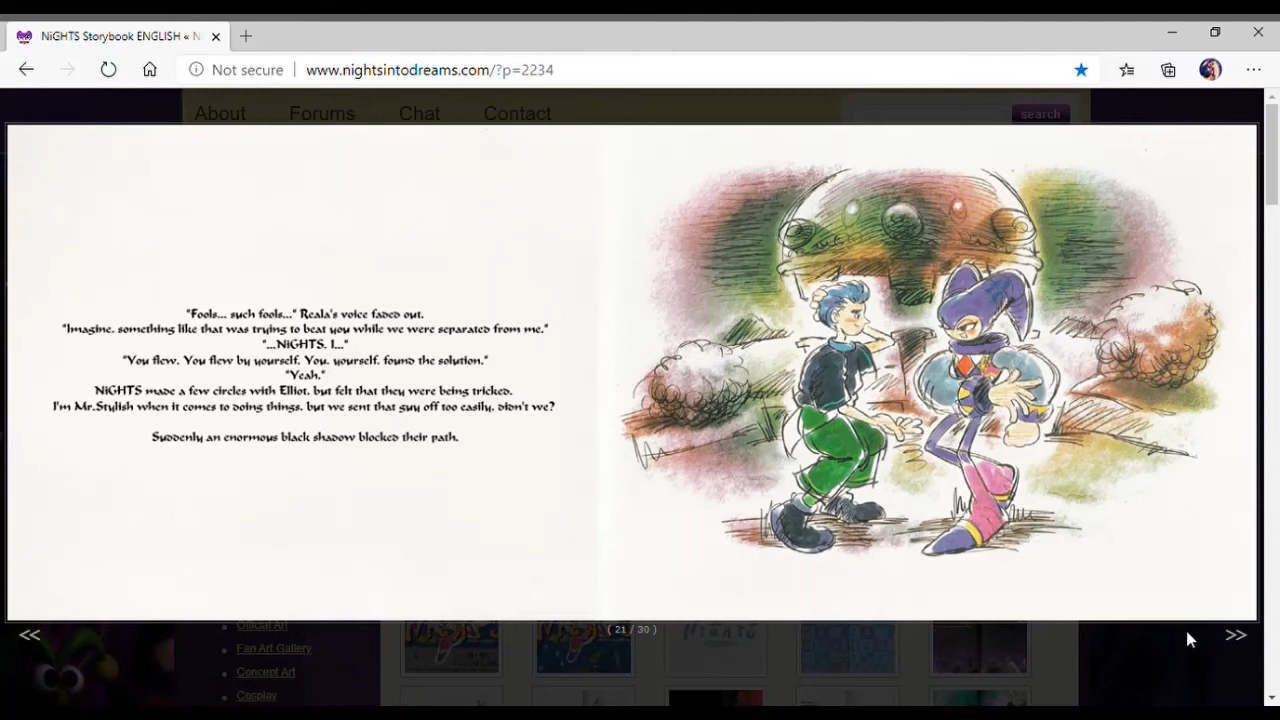 NiGHTS Storybook ENGLISH « N
Not secure
www.nightsintodreams.com/?p=2234
About Forums Chat Contact search
"Fools... such fools..." Reala's voice faded out.
"Imagine, something like that was trying to beat you while we were separated from me."
"...NiGHTS, I..."
"You flew. You flew by yourself. You, yourself, found the solution."
"Yeah."
NiGHTS made a few circles with Elliot, but felt that they were being tricked.
I'm Mr.Stylish when it comes to doing things, but we sent that guy off too easily, didn't we?
Suddenly an enormous black shadow blocked their path.
<< ( 21 / 30 ) >>
Official Art
Fan Art Gallery
Concept Art
Cosplay